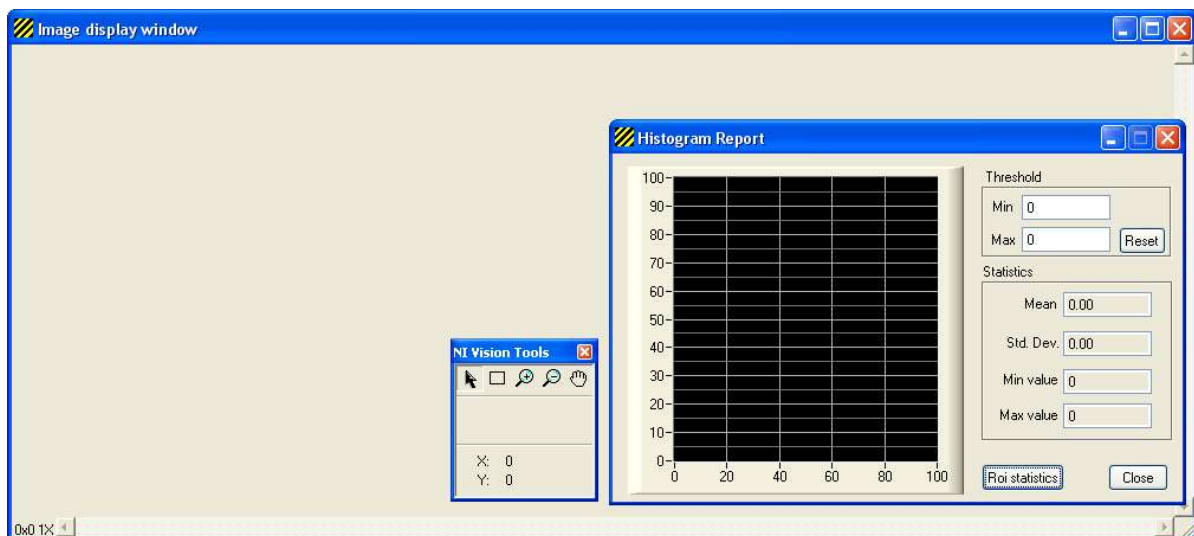 Image display window
Histogram Report
100
90
80
70
60
50
40
30
20
10
0
0 20 40 60 80 100
Threshold
Min 0
Max 0 Reset
Statistics
Mean 0.00
Std. Dev. 0.00
Min value 0
Max value 0
Roi statistics Close
NI Vision Tools
X: 0
Y: 0
0x0 1X